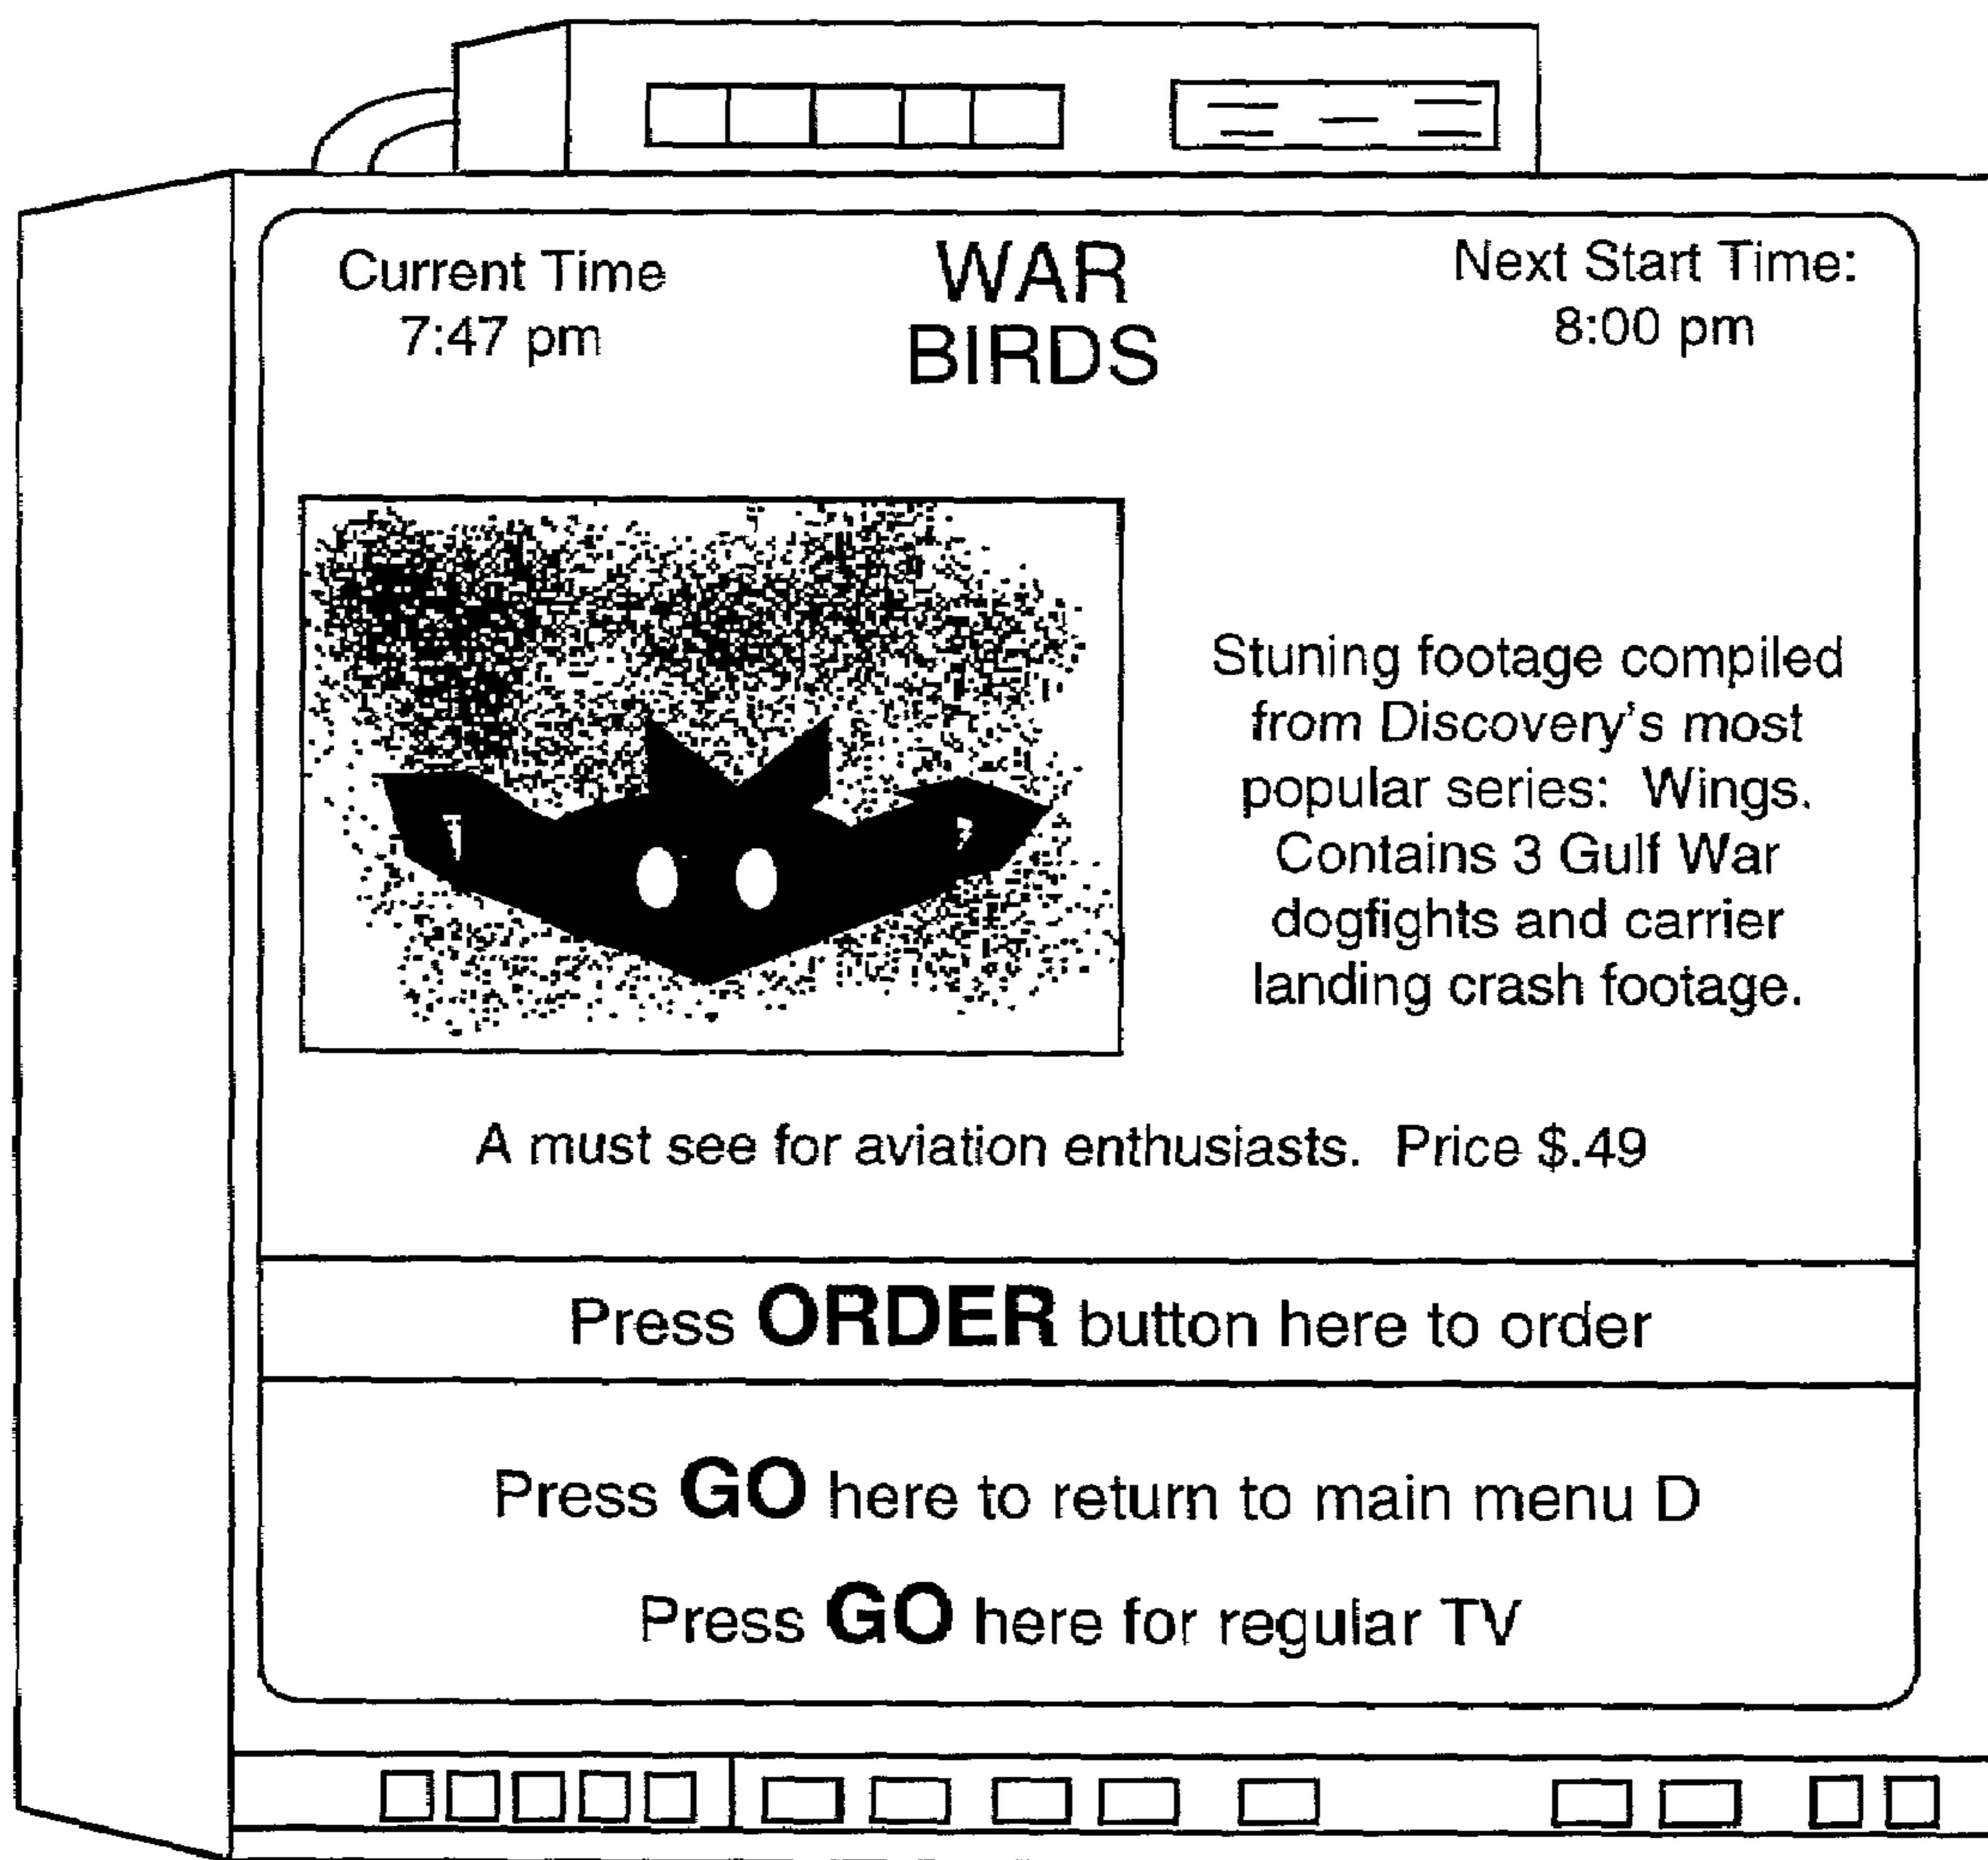 Current Time
7:47 pm
WAR
BIRDS
Next Start Time:
8:00 pm
Stuning footage compiled
from Discovery's most
popular series: Wings.
Contains 3 Gulf War
dogfights and carrier
landing crash footage.
A must see for aviation enthusiasts. Price $.49
Press ORDER button here to order
Press GO here to return to main menu D
Press GO here for regular TV